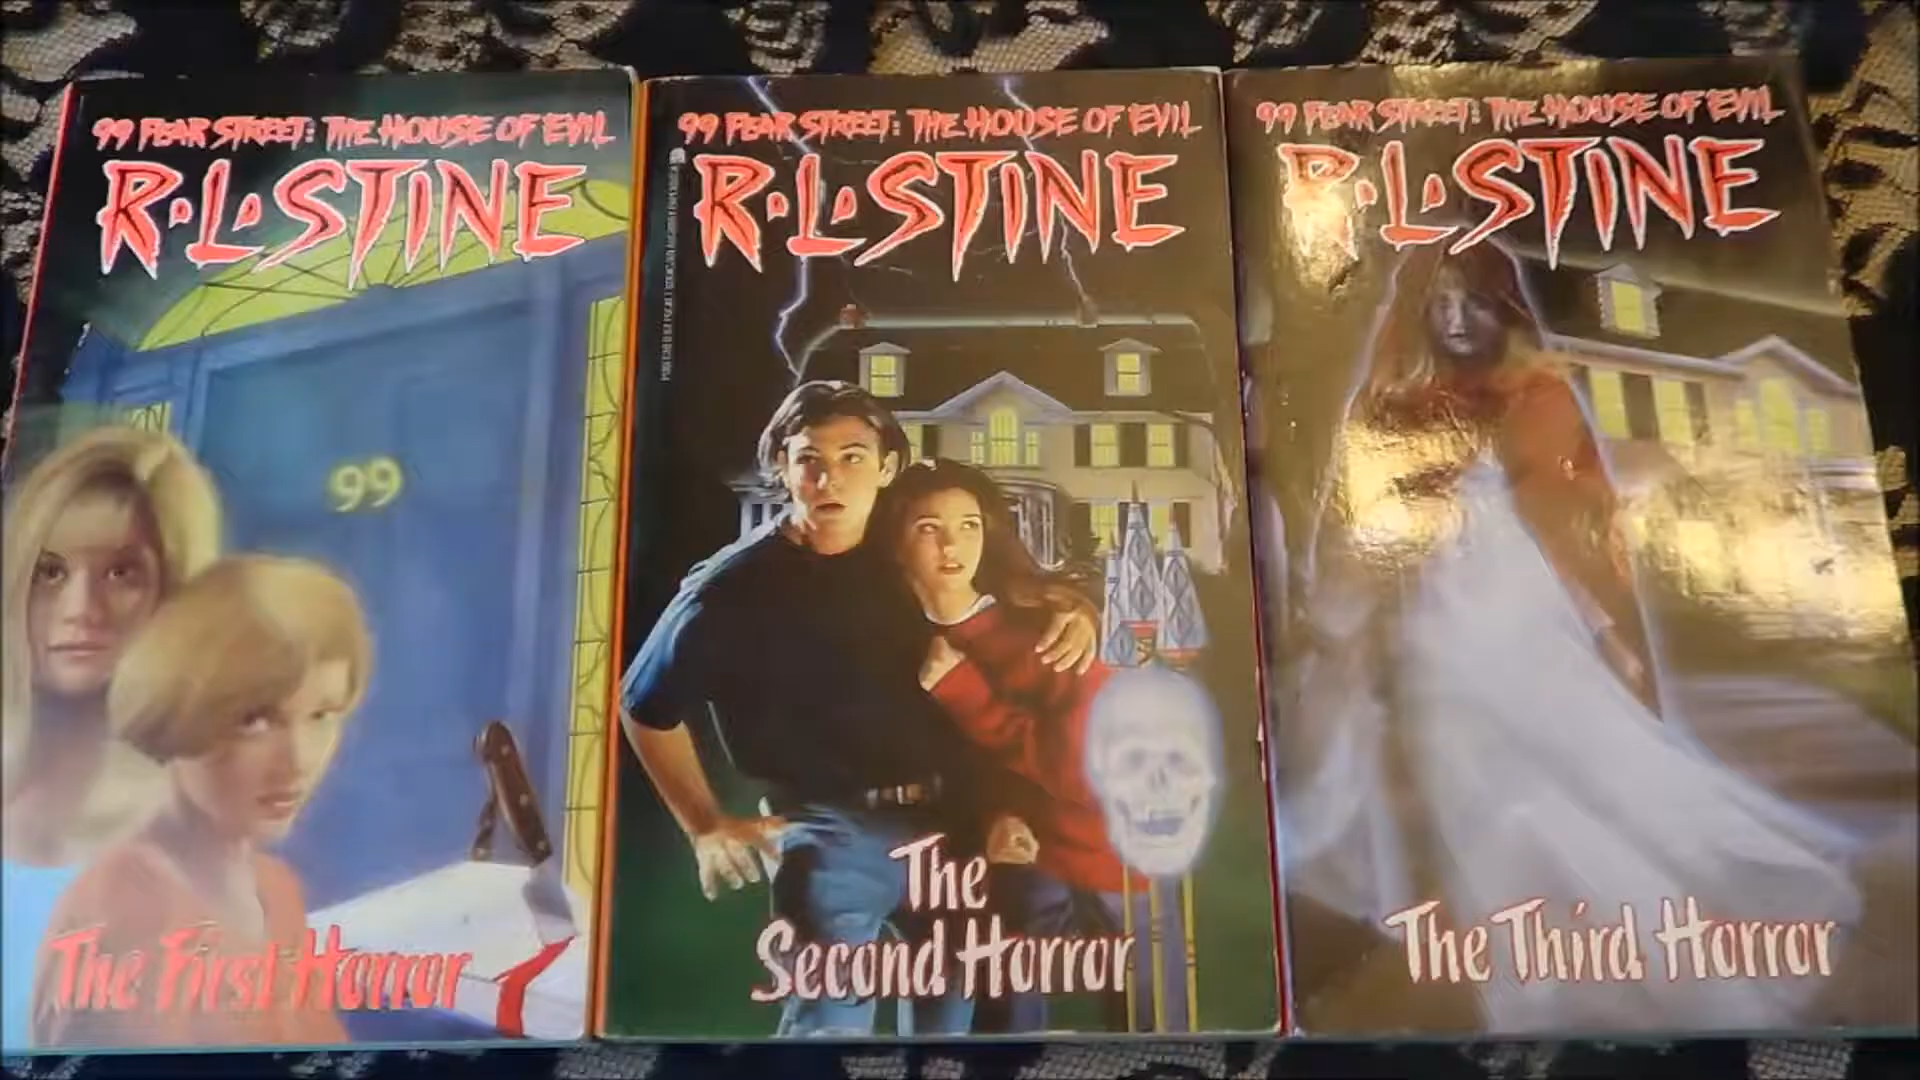 99 FEAR STREET: THE HOUSE OF EVIL
R·L·STINE
99
The First Horror
99 FEAR STREET: THE HOUSE OF EVIL
R·L·STINE
The
Second Horror
99 FEAR STREET: THE HOUSE OF EVIL
R·L·STINE
The Third Horror